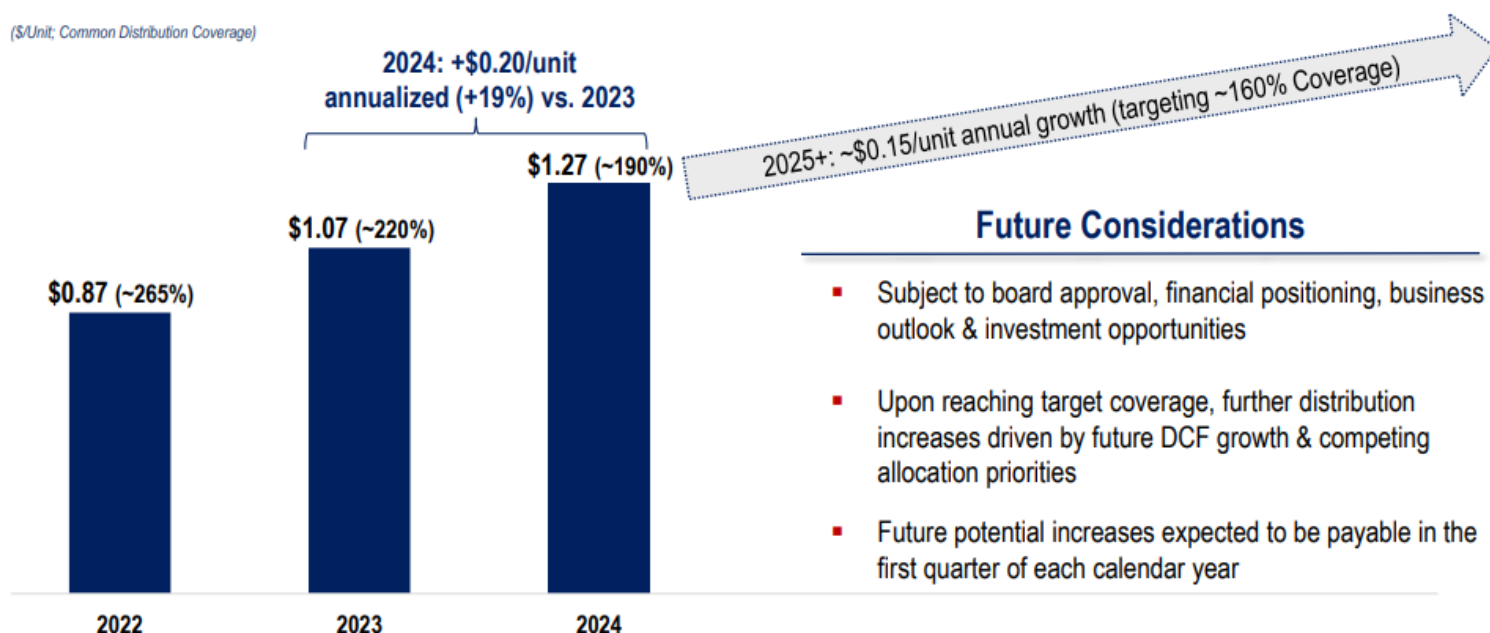 ($/Unit; Common Distribution Coverage)
2024: +$0.20/unit
annualized (+19%) vs. 2023
2025+: ~$0.15/unit annual growth (targeting ~160% Coverage)
$1.27 (~190%)
$1.07 (~220%)
$0.87 (~265%)
2022
2023
2024
Future Considerations
▪ Subject to board approval, financial positioning, business
outlook & investment opportunities
▪ Upon reaching target coverage, further distribution
increases driven by future DCF growth & competing
allocation priorities
▪ Future potential increases expected to be payable in the
first quarter of each calendar year